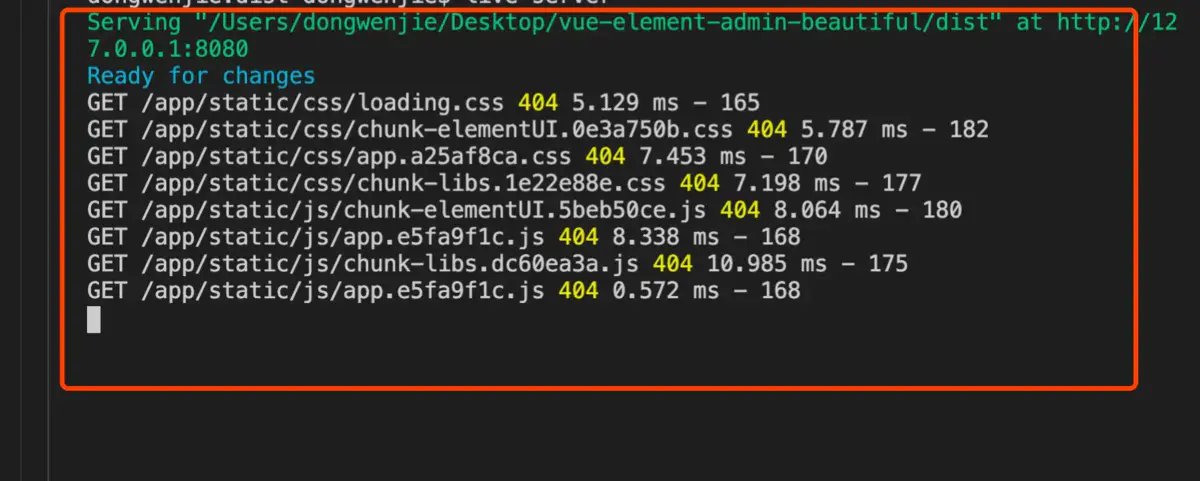 dongwenjie:dist dongwenjie$ live-server
Serving "/Users/dongwenjie/Desktop/vue-element-admin-beautiful/dist" at http://12
7.0.0.1:8080
Ready for changes
GET /app/static/css/loading.css 404 5.129 ms - 165
GET /app/static/css/chunk-elementUI.0e3a750b.css 404 5.787 ms - 182
GET /app/static/css/app.a25af8ca.css 404 7.453 ms - 170
GET /app/static/css/chunk-libs.1e22e88e.css 404 7.198 ms - 177
GET /app/static/js/chunk-elementUI.5beb50ce.js 404 8.064 ms - 180
GET /app/static/js/app.e5fa9f1c.js 404 8.338 ms - 168
GET /app/static/js/chunk-libs.dc60ea3a.js 404 10.985 ms - 175
GET /app/static/js/app.e5fa9f1c.js 404 0.572 ms - 168